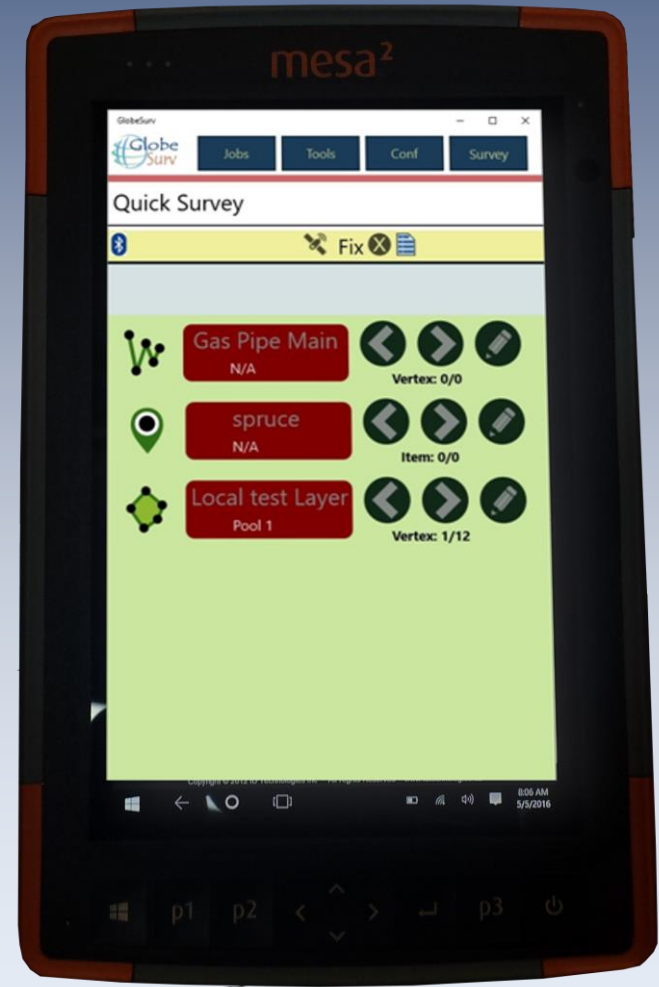 mesa²
GlobeSurv
Globe
Surv
Jobs
Tools
Conf
Survey
Quick Survey
Fix
Gas Pipe Main
N/A
Vertex: 0/0
spruce
N/A
Item: 0/0
Local test Layer
Pool 1
Vertex: 1/12
8:06 AM
5/5/2016
p1 p2 p3